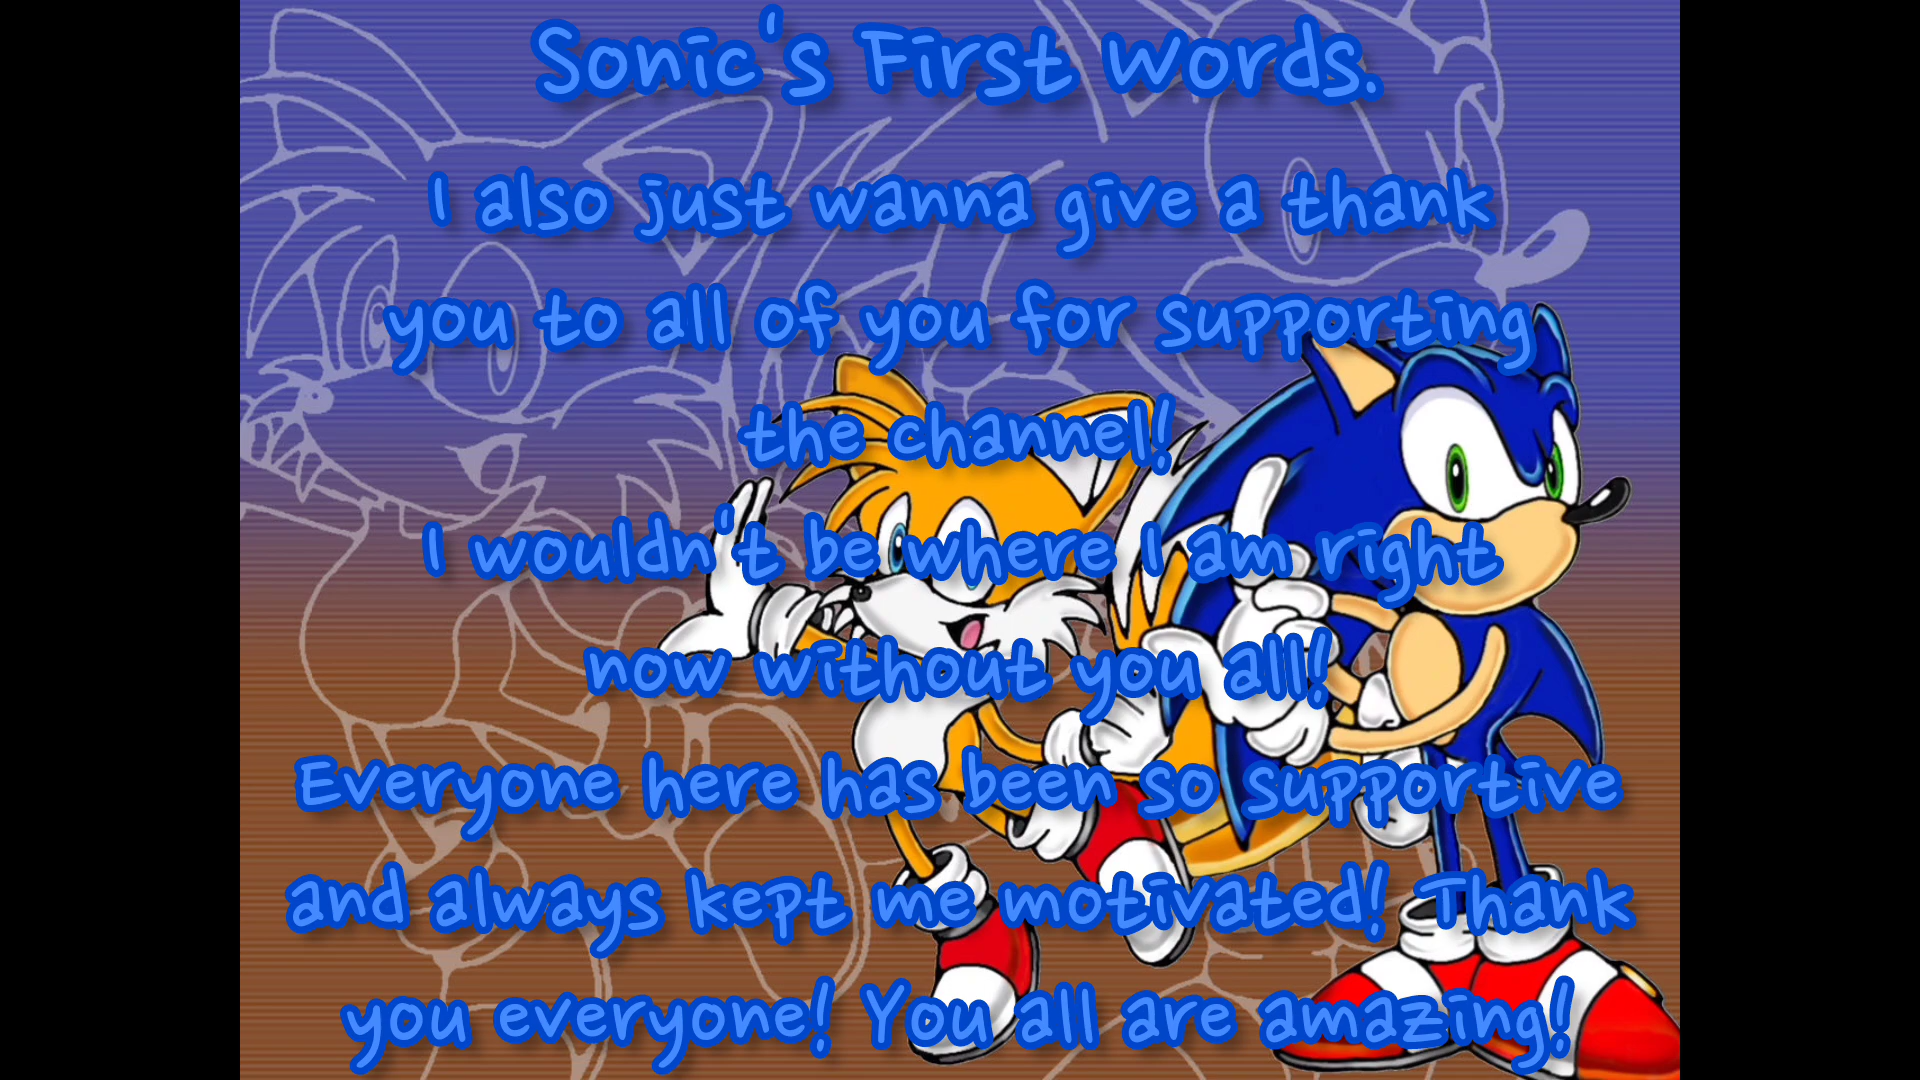 Sonic's First Words.
I also just wanna give a thank
you to all of you for supporting
the channel!
I wouldn't be where I am right
now without you all!
Everyone here has been so supportive
and always kept me motivated! Thank
you everyone! You all are amazing!